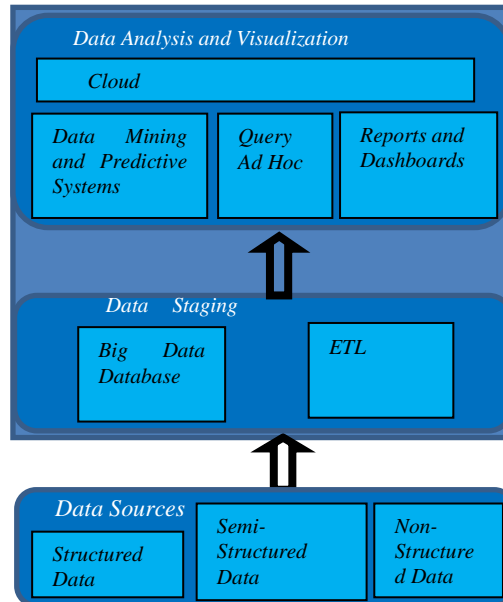 Data Analysis and Visualization
Cloud
Data Mining
and Predictive
Systems
Query
Ad Hoc
Reports and
Dashboards
Data Staging
Big Data
Database
ETL
Data Sources
Structured
Data
Semi-
Structured
Data
Non-
Structure
d Data